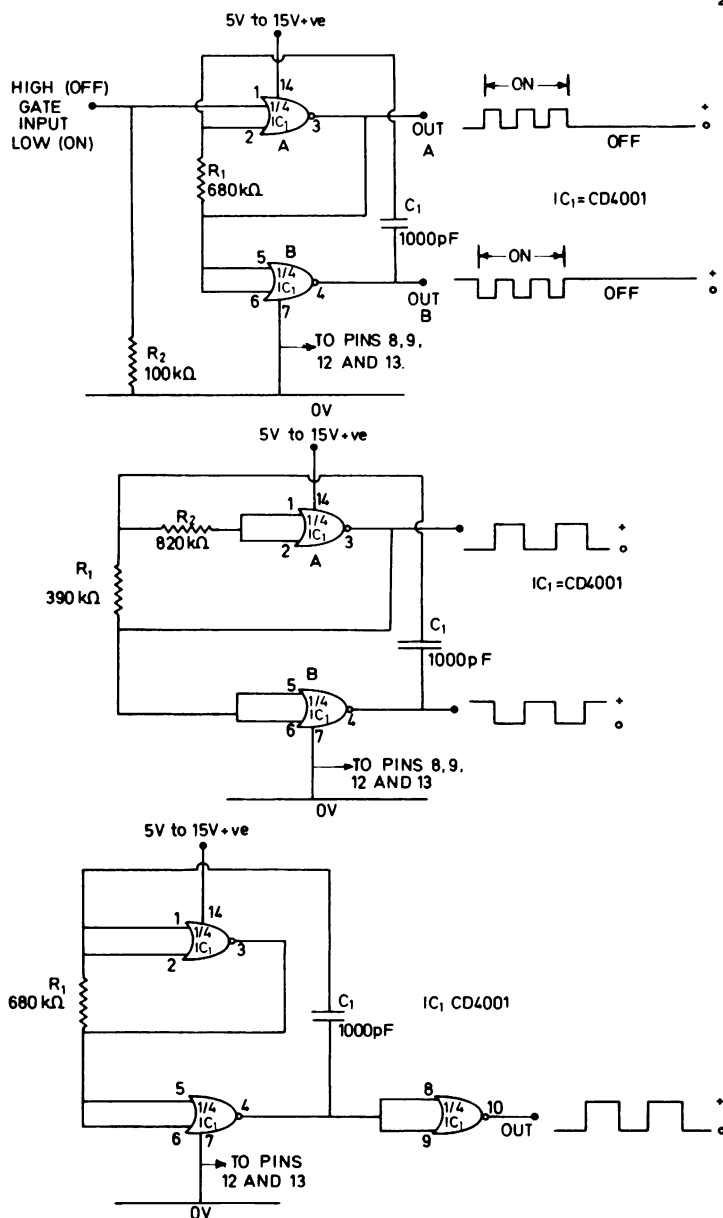 2
5V to 15V+ve
HIGH (OFF)
GATE
INPUT
LOW (ON)
1
14
1/4
IC1
2
3
A
OUT
A
ON
+
o
OFF
R1
680kΩ
C1
1000pF
IC1=CD4001
B
5
1/4
IC1
6
7
4
OUT
B
ON
+
o
OFF
TO PINS 8,9,
12 AND 13.
R2
100kΩ
0V
5V to 15V+ve
1
14
R2
820kΩ
1/4
IC1
2
3
A
+
o
R1
390kΩ
IC1=CD4001
C1
1000pF
B
5
1/4
IC1
6
7
4
+
o
TO PINS 8,9,
12 AND 13
0V
5V to 15V+ve
1
14
1/4
IC1
2
3
R1
680kΩ
C1
1000pF
IC1 CD4001
5
1/4
IC1
6
7
4
8
1/4
IC1
9
10
OUT
+
o
TO PINS
12 AND 13
0V